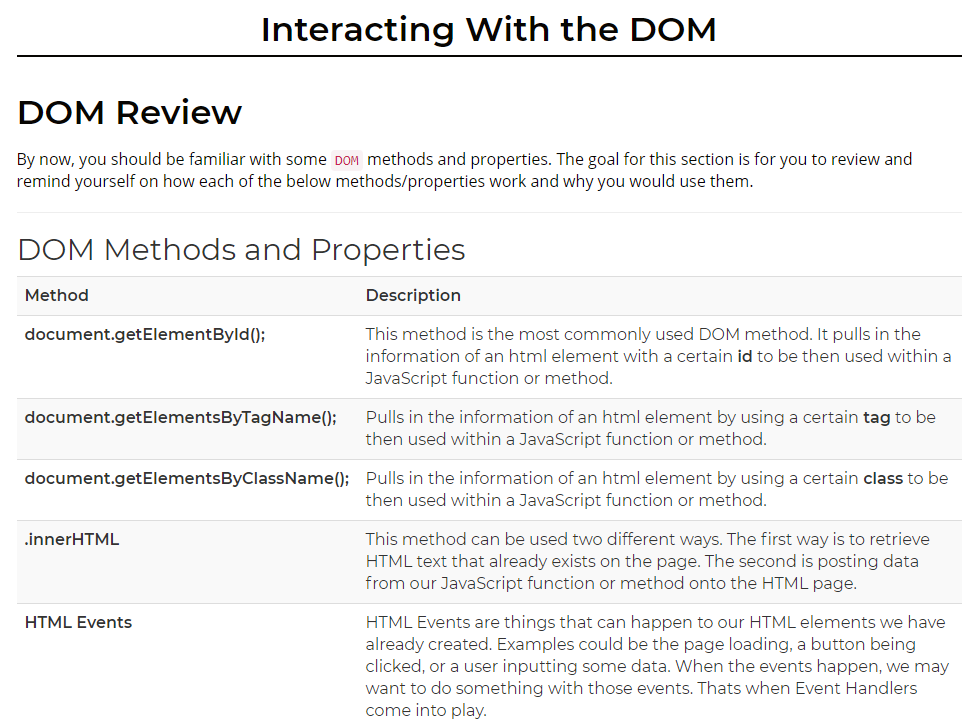 Interacting With the DOM
DOM Review
By now, you should be familiar with some DOM methods and properties. The goal for this section is for you to review and
remind yourself on how each of the below methods/properties work and why you would use them.
DOM Methods and Properties
Method Description
document.getElementById(); This method is the most commonly used DOM method. It pulls in the
information of an html element with a certain id to be then used within a
JavaScript function or method.
document.getElementsByTagName(); Pulls in the information of an html element by using a certain tag to be
then used within a JavaScript function or method.
document.getElementsByClassName(); Pulls in the information of an html element by using a certain class to be
then used within a JavaScript function or method.
.innerHTML This method can be used two different ways. The first way is to retrieve
HTML text that already exists on the page. The second is posting data
from our JavaScript function or method onto the HTML page.
HTML Events HTML Events are things that can happen to our HTML elements we have
already created. Examples could be the page loading, a button being
clicked, or a user inputting some data. When the events happen, we may
want to do something with those events. Thats when Event Handlers
come into play.